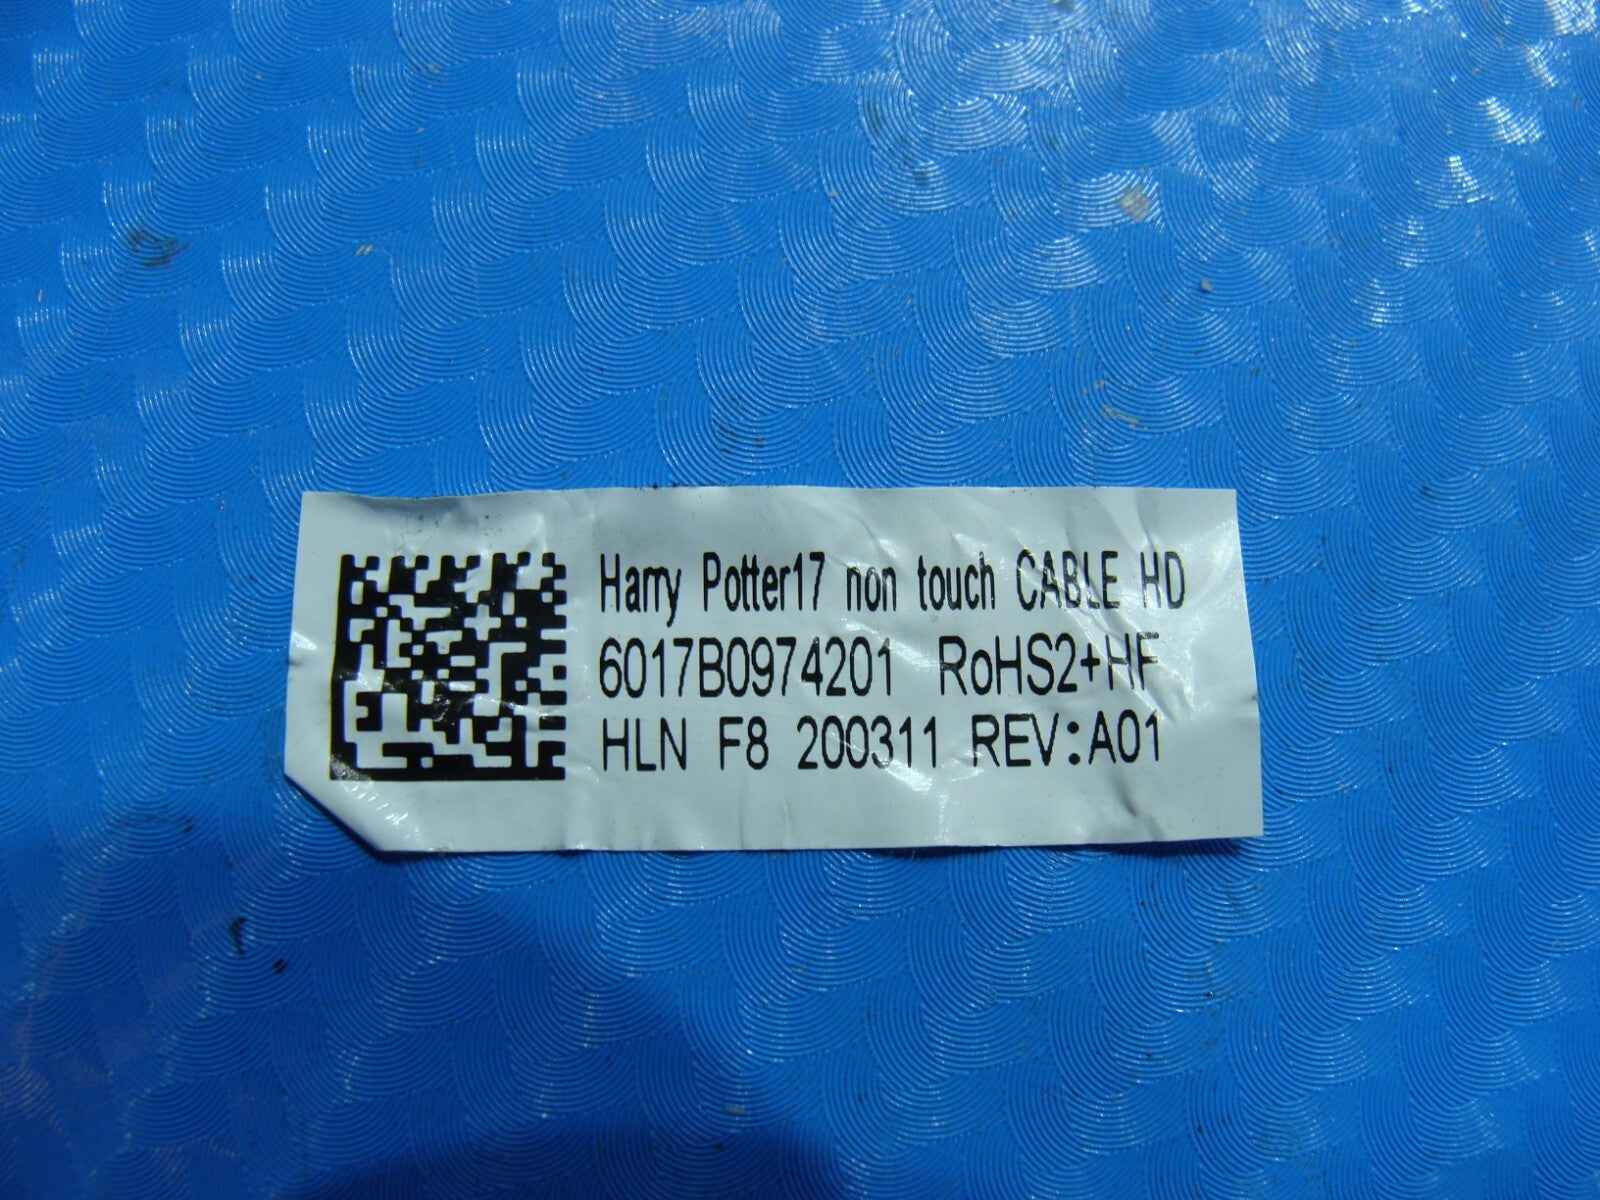 Harry Potter17 non touch CABLE HD
6017B0974201 RoHS2+HF
HLN F8 200311 REV:A01